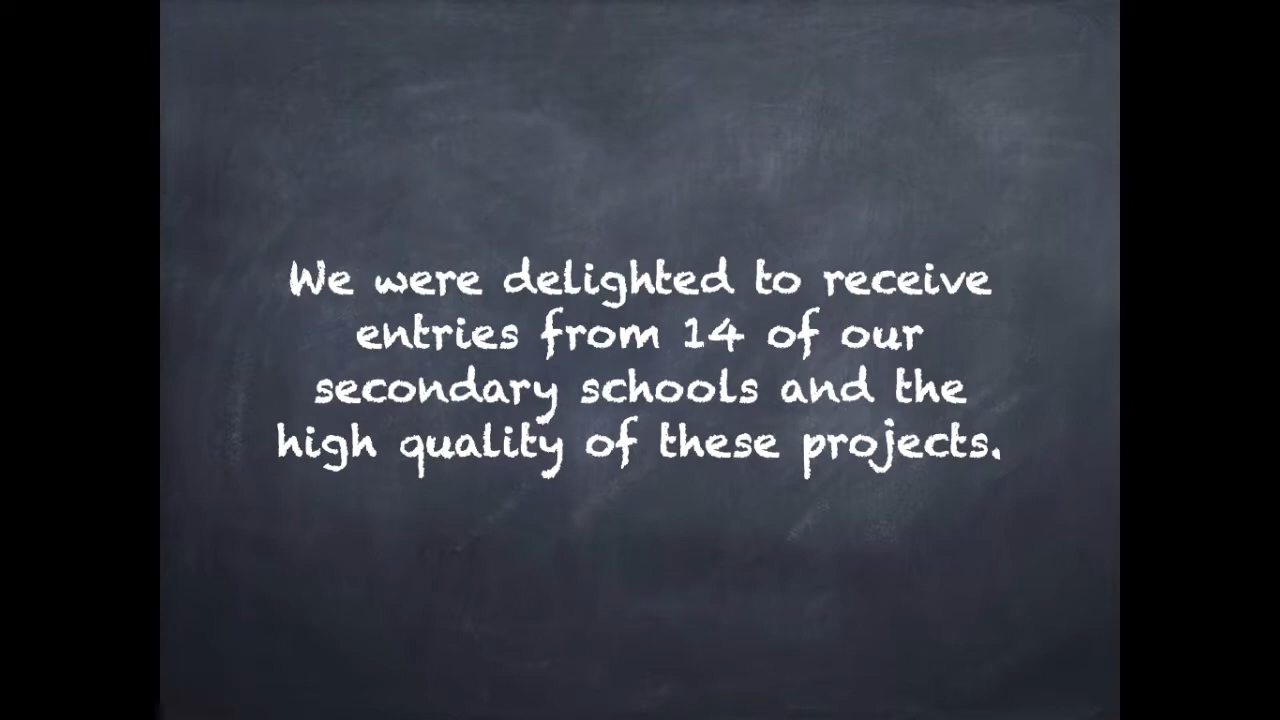 We were delighted to receive
entries from 14 of our
secondary schools and the
high quality of these projects.